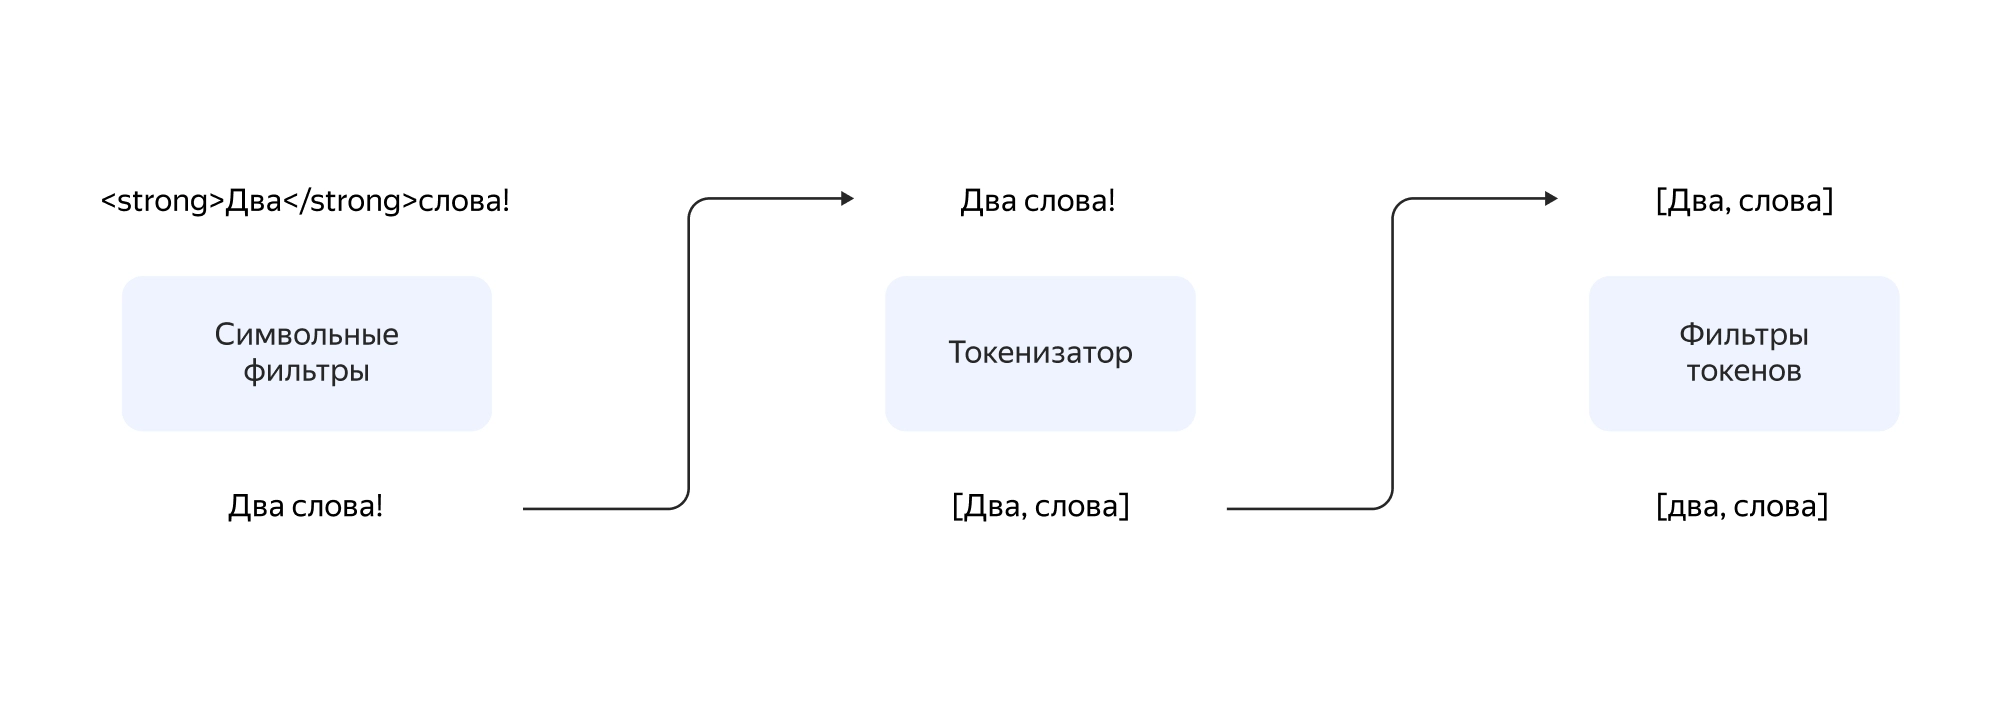 <strong>Два</strong>слова!
Символьные
фильтры
Два слова!
Два слова!
Токенизатор
[Два, слова]
[Два, слова]
Фильтры
токенов
[два, слова]